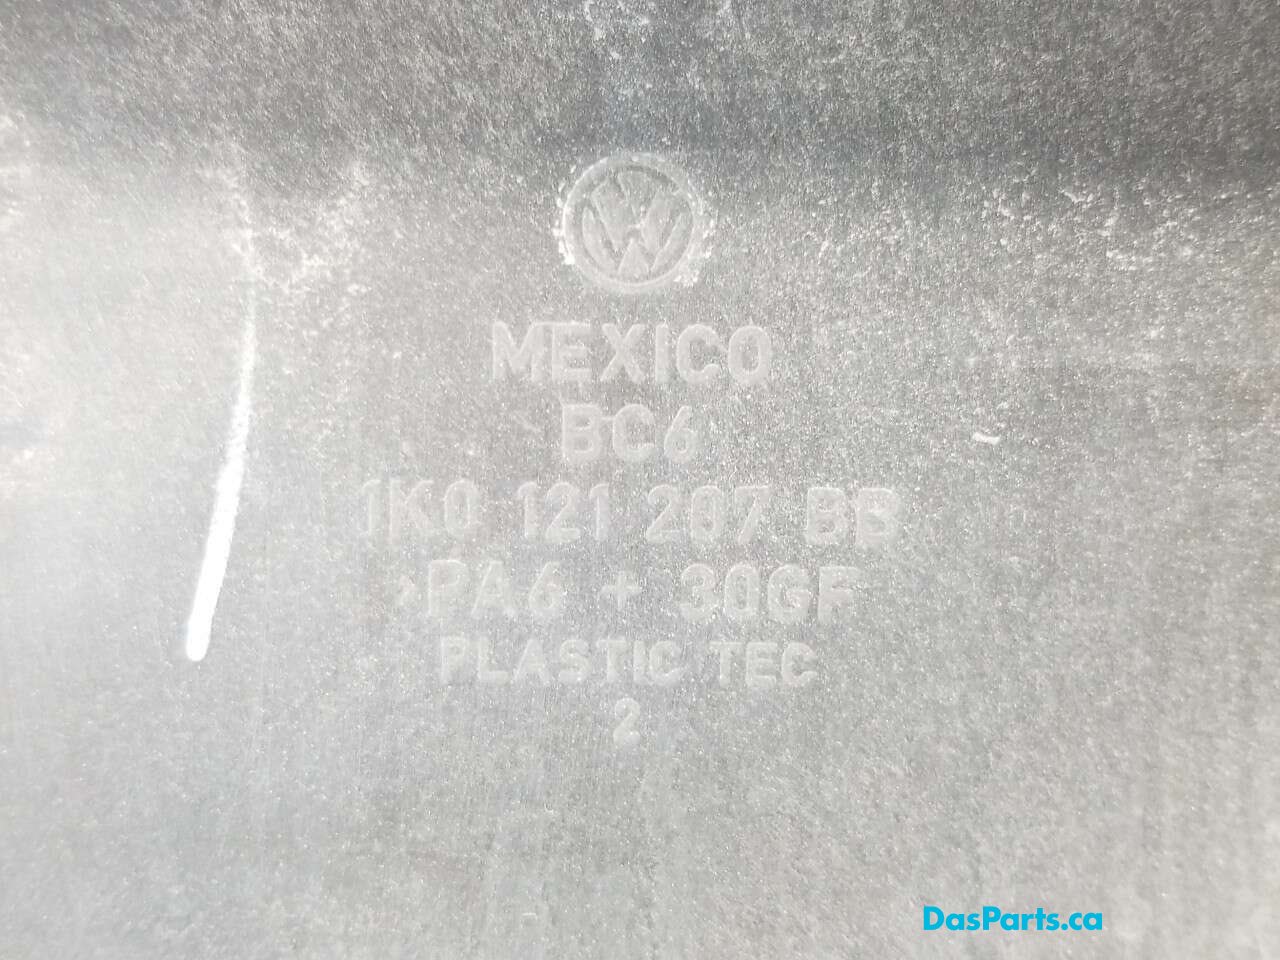 MEXICO
BC6
1K0 121 207 BB
>PA6 + 30GF
PLASTIC TEC
2
DasParts.ca